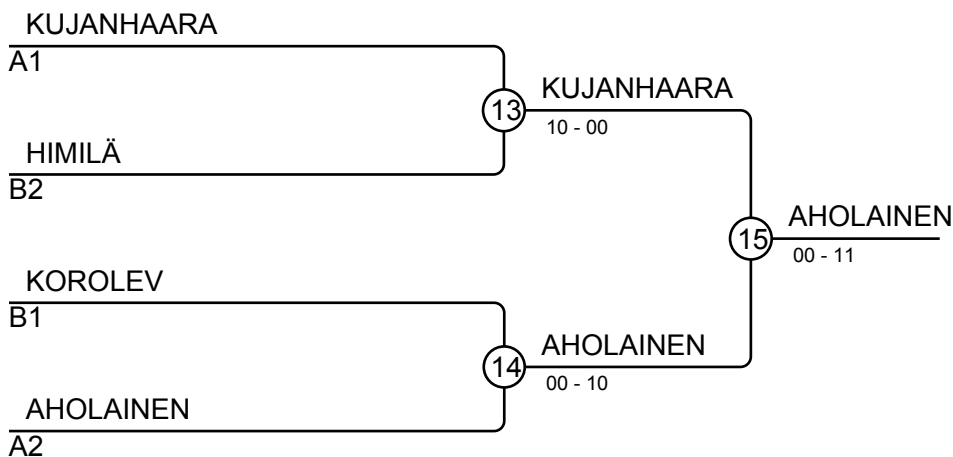 KUJANHAARA
A1
13
KUJANHAARA
10 - 00
HIMILÄ
B2
15
AHOLAINEN
00 - 11
KOROLEV
B1
14
AHOLAINEN
00 - 10
AHOLAINEN
A2